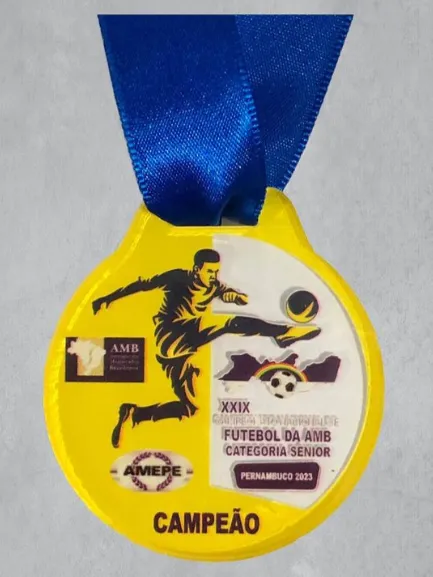 AMB
XXIX
FUTEBOL DA AMB
CATEGORIA SENIOR
PERNAMBUCO 2023
AMEPE
CAMPEÃO